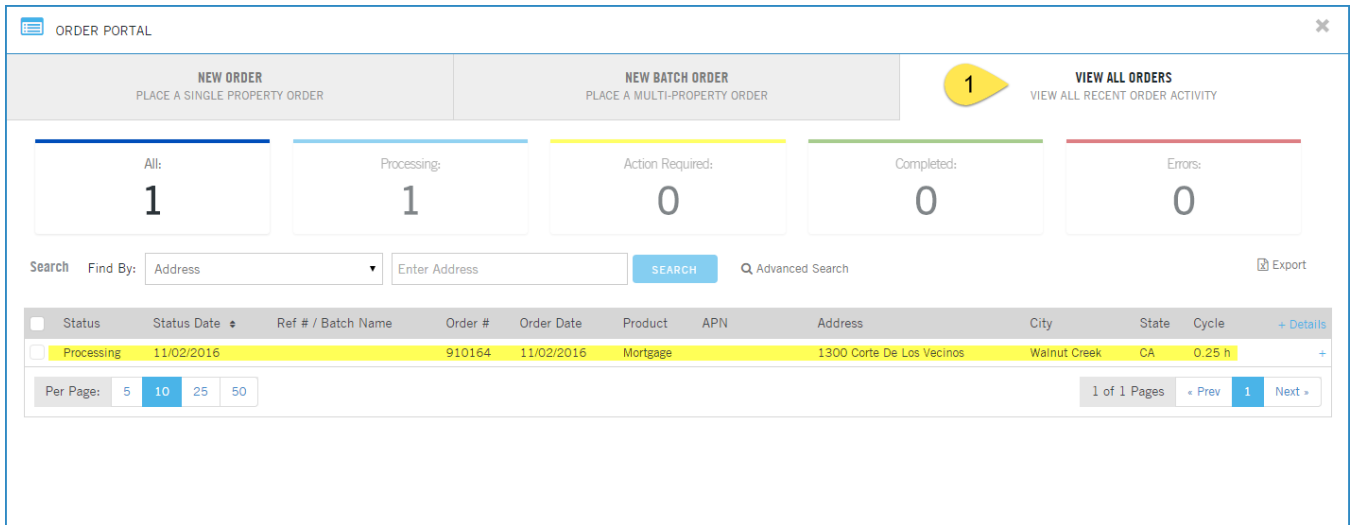 ORDER PORTAL
NEW ORDER
PLACE A SINGLE PROPERTY ORDER
NEW BATCH ORDER
PLACE A MULTI-PROPERTY ORDER
1
VIEW ALL ORDERS
VIEW ALL RECENT ORDER ACTIVITY
All:
1
Processing:
1
Action Required:
0
Completed:
0
Errors:
0
Search Find By: Address Enter Address SEARCH Advanced Search Export
Status Status Date Ref # / Batch Name Order # Order Date Product APN Address City State Cycle + Details
Processing 11/02/2016 910164 11/02/2016 Mortgage 1300 Corte De Los Vecinos Walnut Creek CA 0.25 h +
Per Page: 5 10 25 50 1 of 1 Pages « Prev 1 Next »